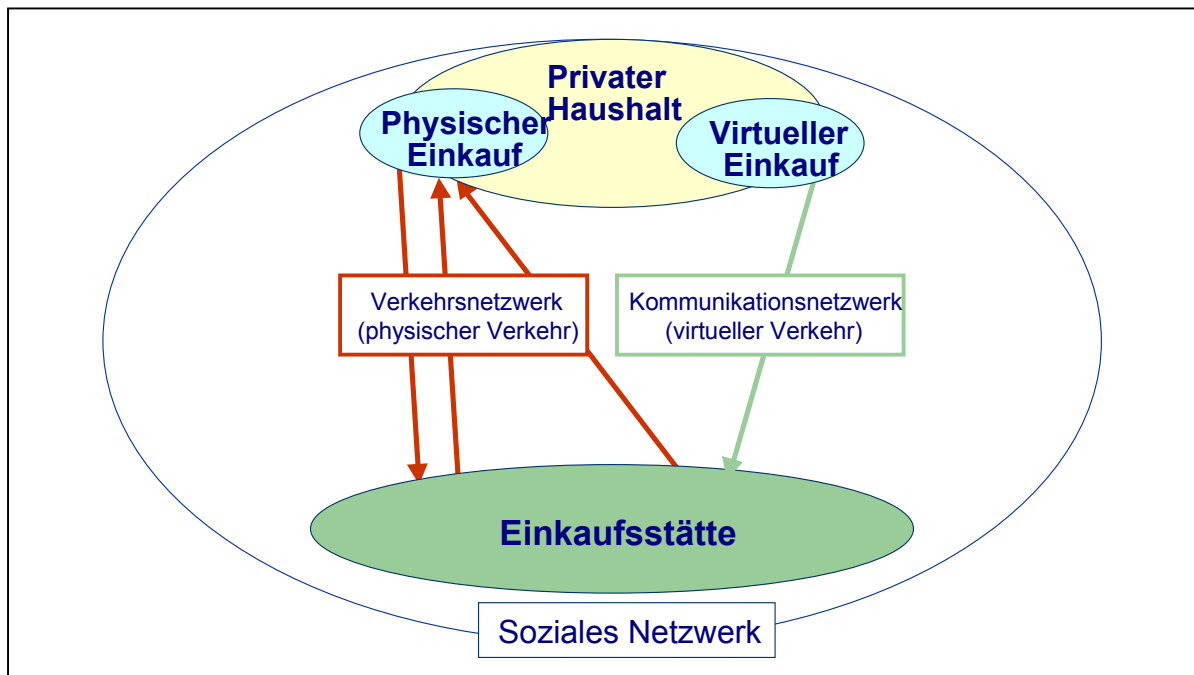 Privater
Haushalt
Physischer
Einkauf
Virtueller
Einkauf
Verkehrsnetzwerk
(physischer Verkehr)
Kommunikationsnetzwerk
(virtueller Verkehr)
Einkaufsstätte
Soziales Netzwerk